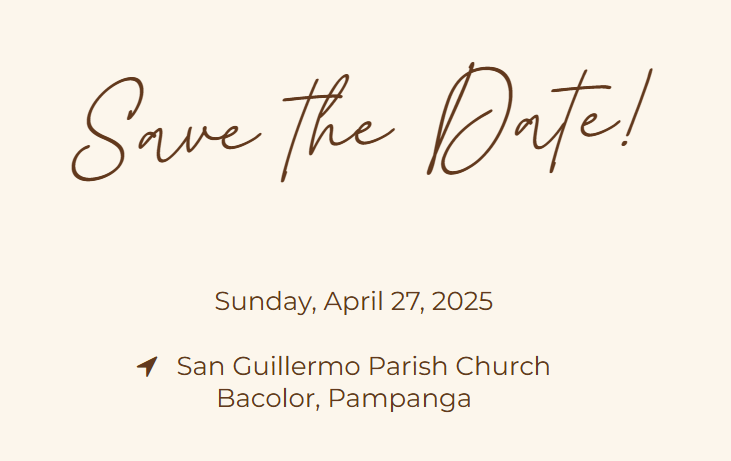 Save the Date!
Sunday, April 27, 2025
San Guillermo Parish Church
Bacolor, Pampanga